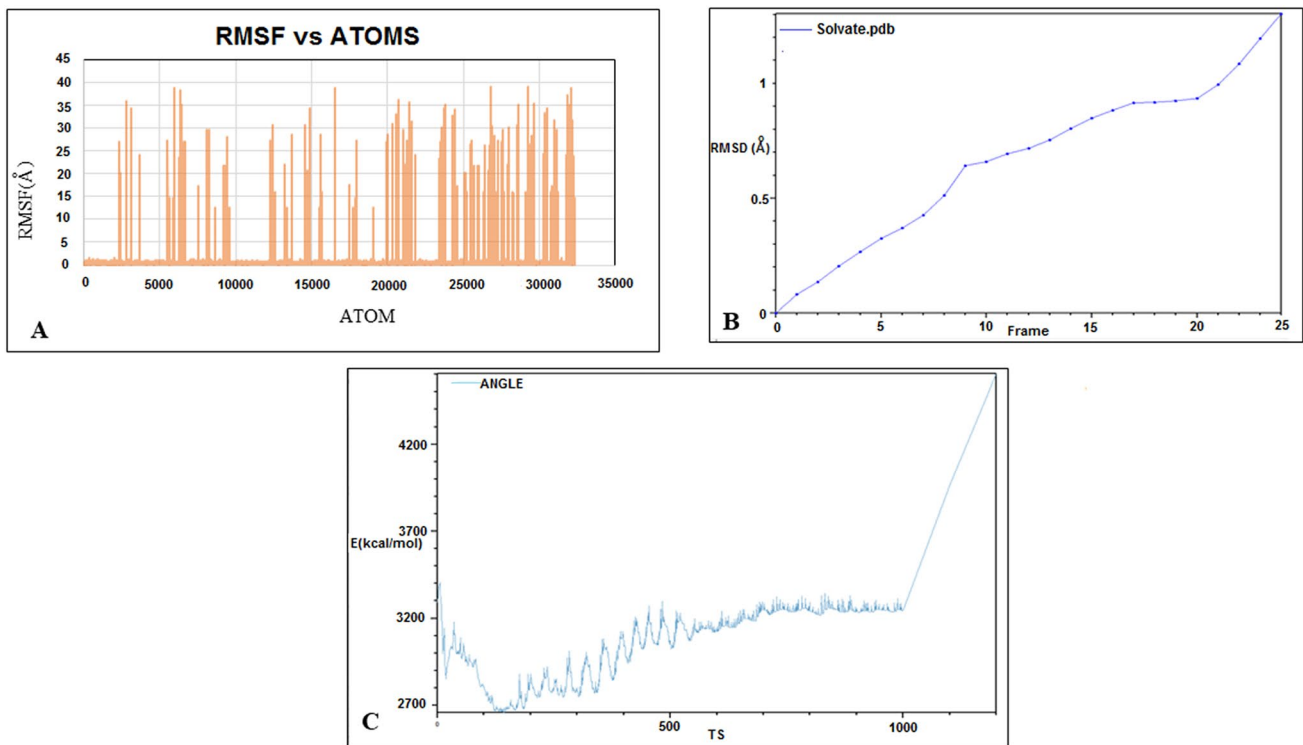 RMSF vs ATOMS
RMSF(Å)
45
40
35
30
25
20
15
10
5
0
0 5000 10000 15000 20000 25000 30000 35000
ATOM
A
Solvate.pdb
RMSD (Å)
1
0.5
0
0 5 10 15 20 25
Frame
B
ANGLE
E(kcal/mol)
4200
3700
3200
2700
0 500 1000
TS
C